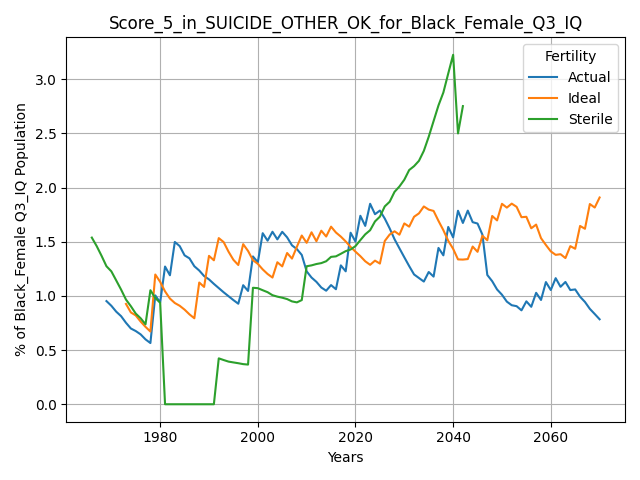 Score_5_in_SUICIDE_OTHER_OK_for_Black_Female_Q3_IQ
% of Black_Female Q3_IQ Population
3.0
2.5
2.0
1.5
1.0
0.5
0.0
Fertility
Actual
Ideal
Sterile
1980
2000
2020
2040
2060
Years